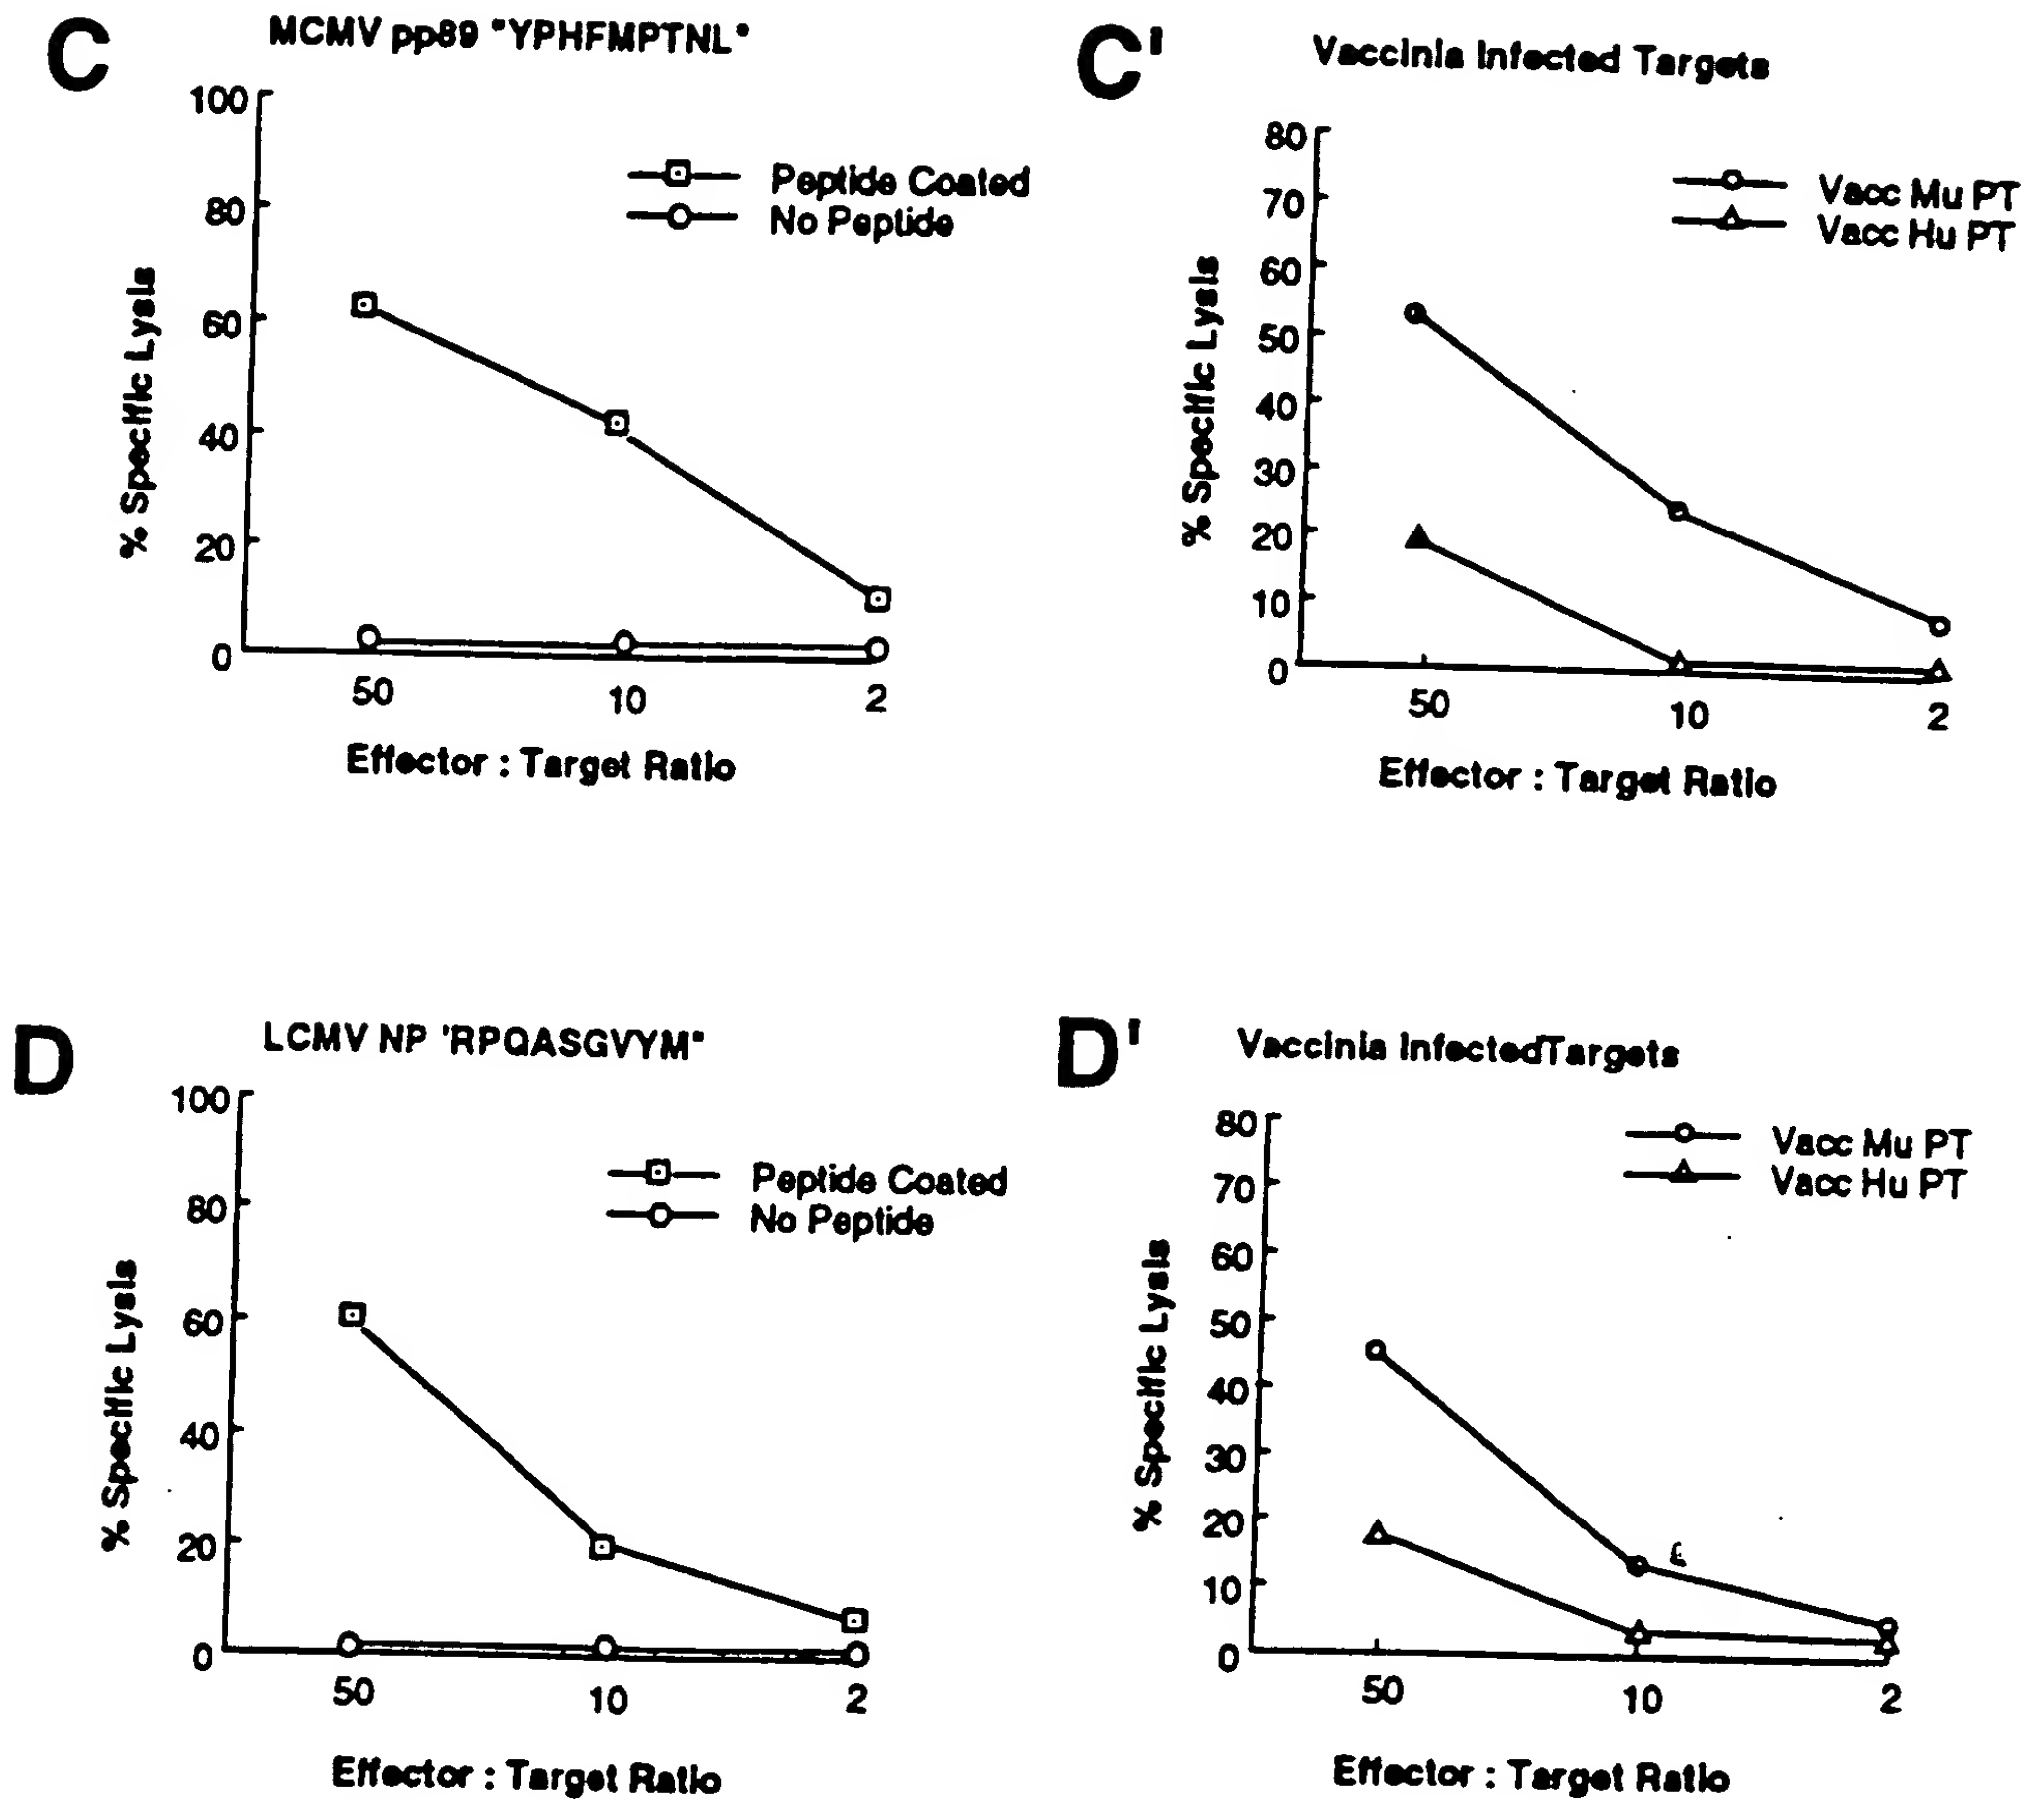 C
MCMV pp89 "YPHFMPTNL"
100
80
60
40
20
0
% Specific Lysis
Peptide Coated
No Peptide
50 10 2
Effector : Target Ratio
C'
Vaccinia Infected Targets
80
70
60
50
40
30
20
10
0
% Specific Lysis
Vacc Mu PT
Vacc Hu PT
50 10 2
Effector : Target Ratio
D
LCMV NP 'RPQASGVYM"
100
80
60
40
20
0
% Specific Lysis
Peptide Coated
No Peptide
50 10 2
Effector : Target Ratio
D'
Vaccinia InfectedTargets
80
70
60
50
40
30
20
10
0
% Specific Lysis
Vacc Mu PT
Vacc Hu PT
50 10 2
Effector : Target Ratio